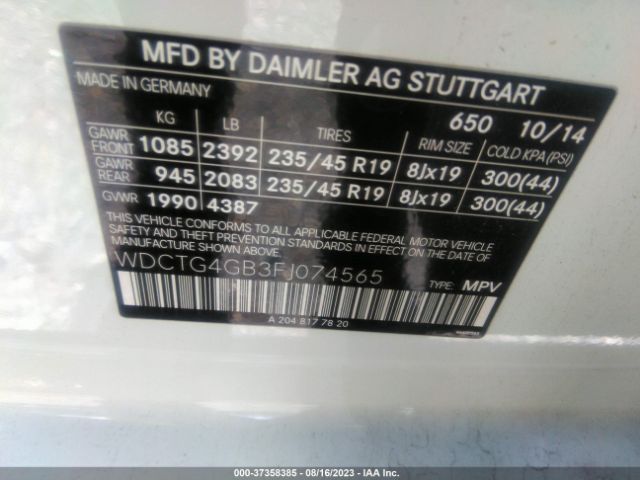 MFD BY DAIMLER AG STUTTGART
MADE IN GERMANY 650 10/14
KG LB TIRES RIM SIZE COLD KPA(PSI)
GAWR FRONT 1085 2392 235/45 R19 8Jx19 300(44)
GAWR REAR 945 2083 235/45 R19 8Jx19 300(44)
GVWR 1990 4387
THIS VEHICLE CONFORMS TO ALL APPLICABLE FEDERAL MOTOR VEHICLE
SAFETY AND THEFT PREVENTION STANDARDS IN EFFECT ON THE DATE OF
MANUFACTURE SHOWN ABOVE.
WDCTG4GB3FJ074565
TYPE: MPV
A 204 817 78 20
000-37358385 - 08/16/2023 - IAA Inc.